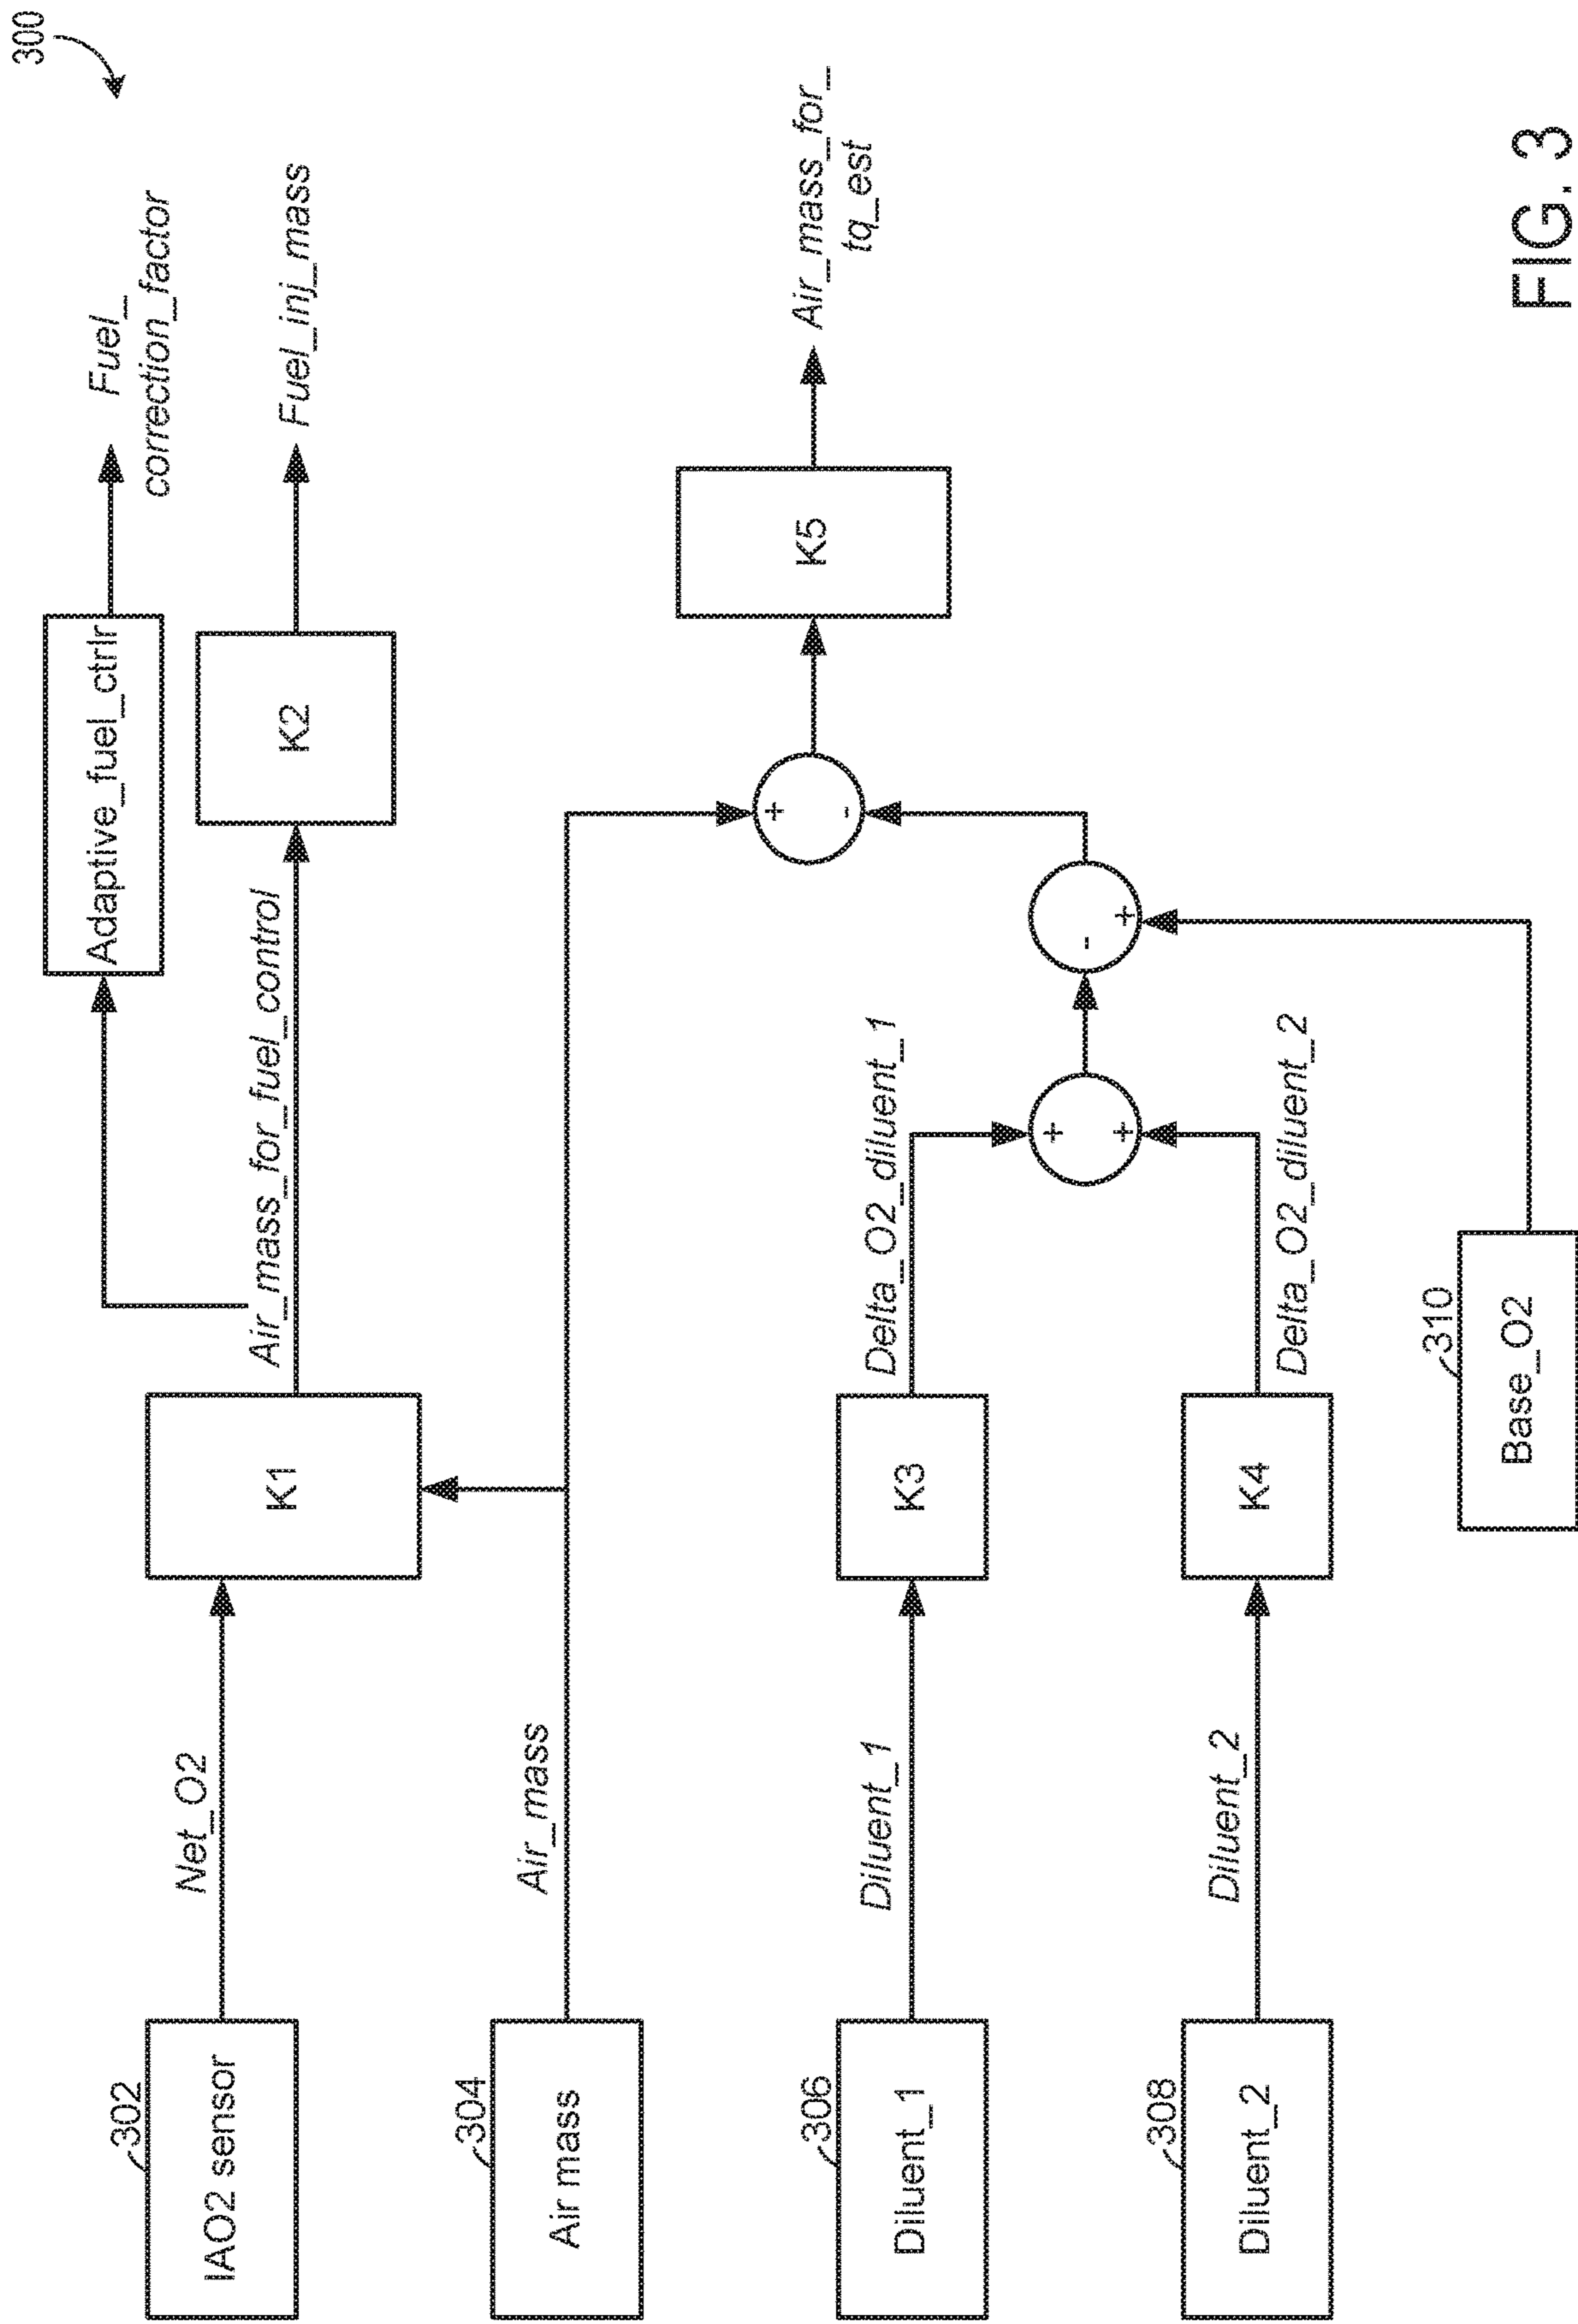 300
302
IAO2 sensor
Net_O2
K1
Air_mass_for_fuel_control
Adaptive_fuel_ctrlr
Fuel_
correction_factor
K2
Fuel_inj_mass
304
Air mass
Air_mass
+
-
K5
Air_mass_for_
tq_est
306
Diluent_1
Diluent_1
K3
Delta_O2_diluent_1
+
+
-
+
308
Diluent_2
Diluent_2
K4
Delta_O2_diluent_2
310
Base_O2
FIG. 3